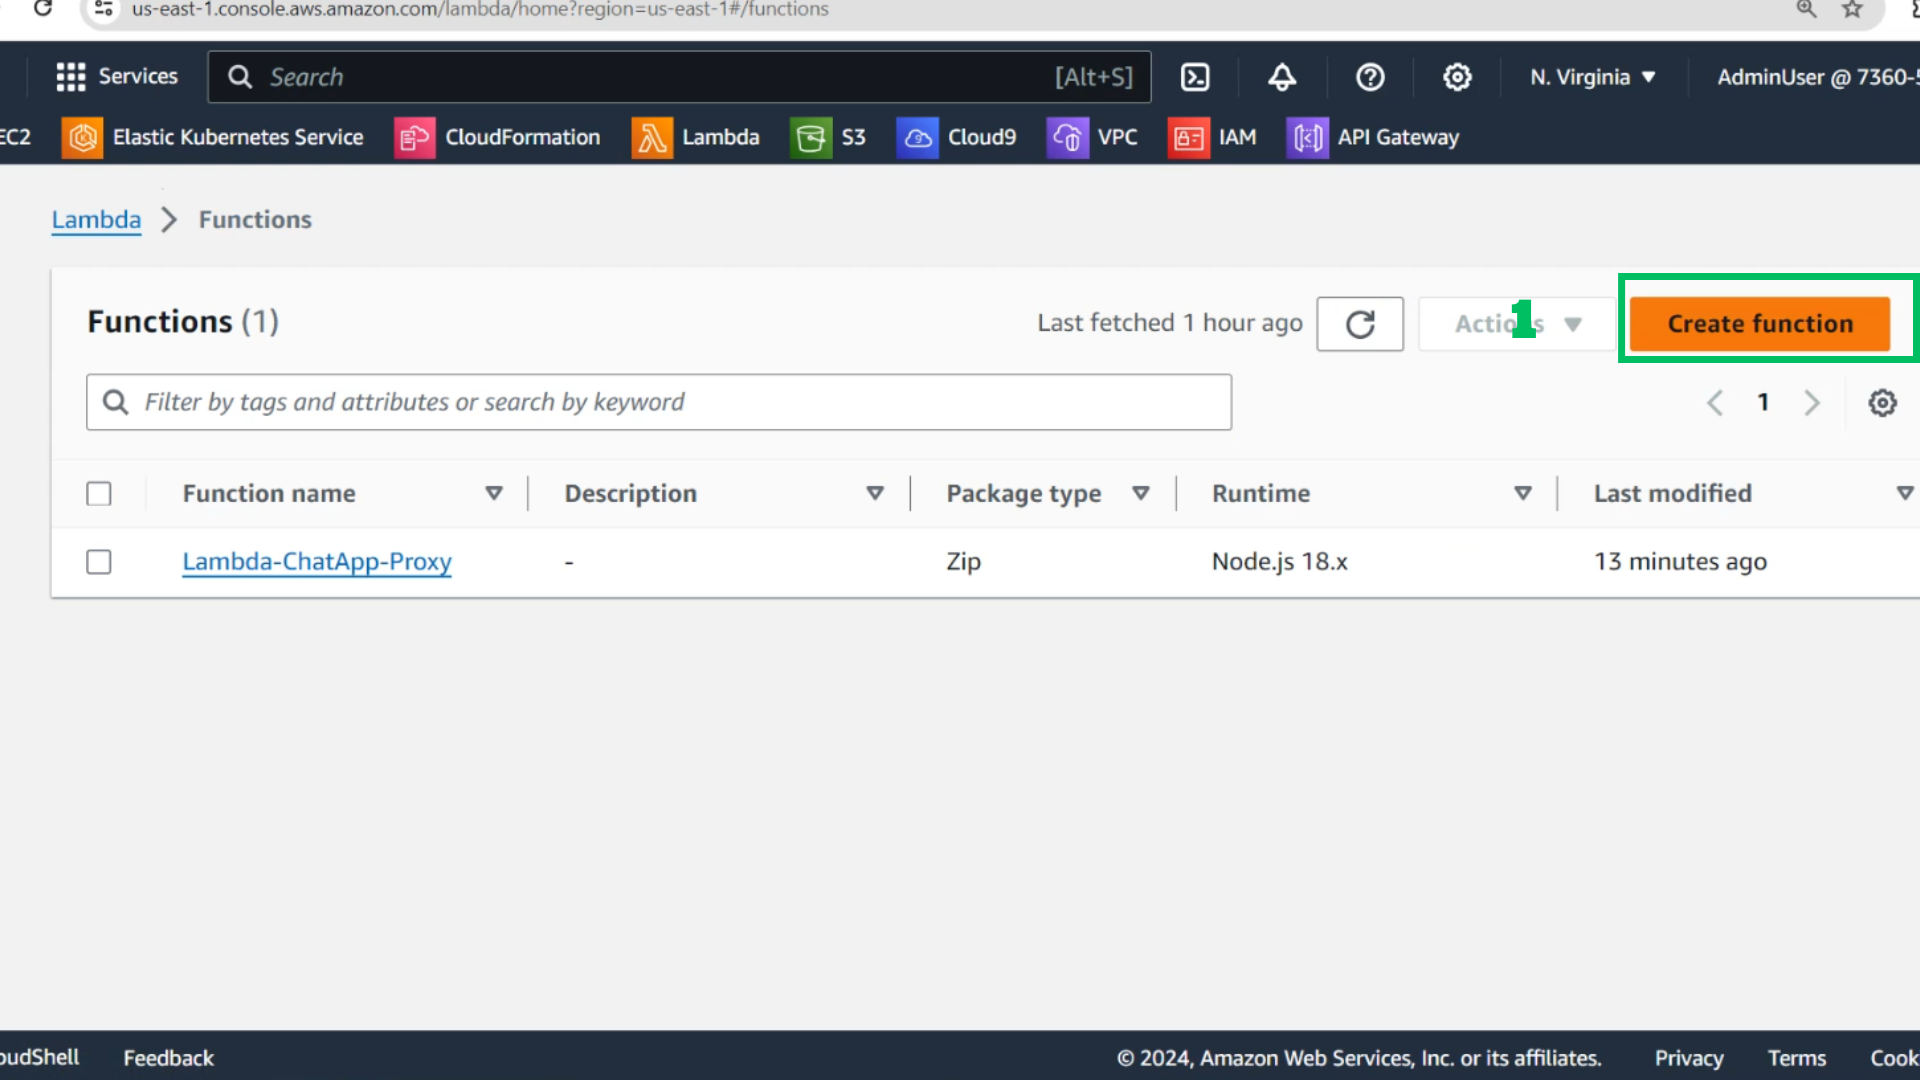 us-east-1.console.aws.amazon.com/lambda/home?region=us-east-1#/functions
Services Search [Alt+S] N. Virginia AdminUser @ 7360-5
EC2 Elastic Kubernetes Service CloudFormation Lambda S3 Cloud9 VPC IAM API Gateway
Lambda > Functions
Functions (1) Last fetched 1 hour ago Actions 1 Create function
Filter by tags and attributes or search by keyword 1
Function name Description Package type Runtime Last modified
Lambda-ChatApp-Proxy - Zip Node.js 18.x 13 minutes ago
oudShell Feedback © 2024, Amazon Web Services, Inc. or its affiliates. Privacy Terms Cook